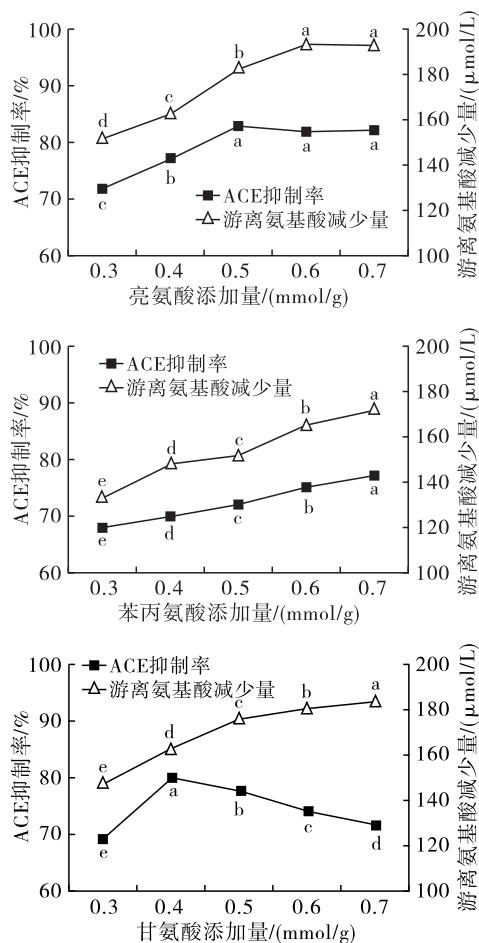 100
90
80
70
60
ACE抑制率/%
200
180
160
140
120
100
游离氨基酸减少量/(μmol/L)
d
c
b
a
a
c
b
a
a
a
ACE抑制率
游离氨基酸减少量
0.3 0.4 0.5 0.6 0.7
亮氨酸添加量/(mmol/g)
100
90
80
70
60
ACE抑制率/%
200
180
160
140
120
100
游离氨基酸减少量/(μmol/L)
ACE抑制率
游离氨基酸减少量
e
d
c
b
a
e
d
c
b
a
0.3 0.4 0.5 0.6 0.7
苯丙氨酸添加量/(mmol/g)
100
90
80
70
60
ACE抑制率/%
200
180
160
140
120
100
游离氨基酸减少量/(μmol/L)
ACE抑制率
游离氨基酸减少量
e
d
c
b
a
e
a
b
c
d
0.3 0.4 0.5 0.6 0.7
甘氨酸添加量/(mmol/g)